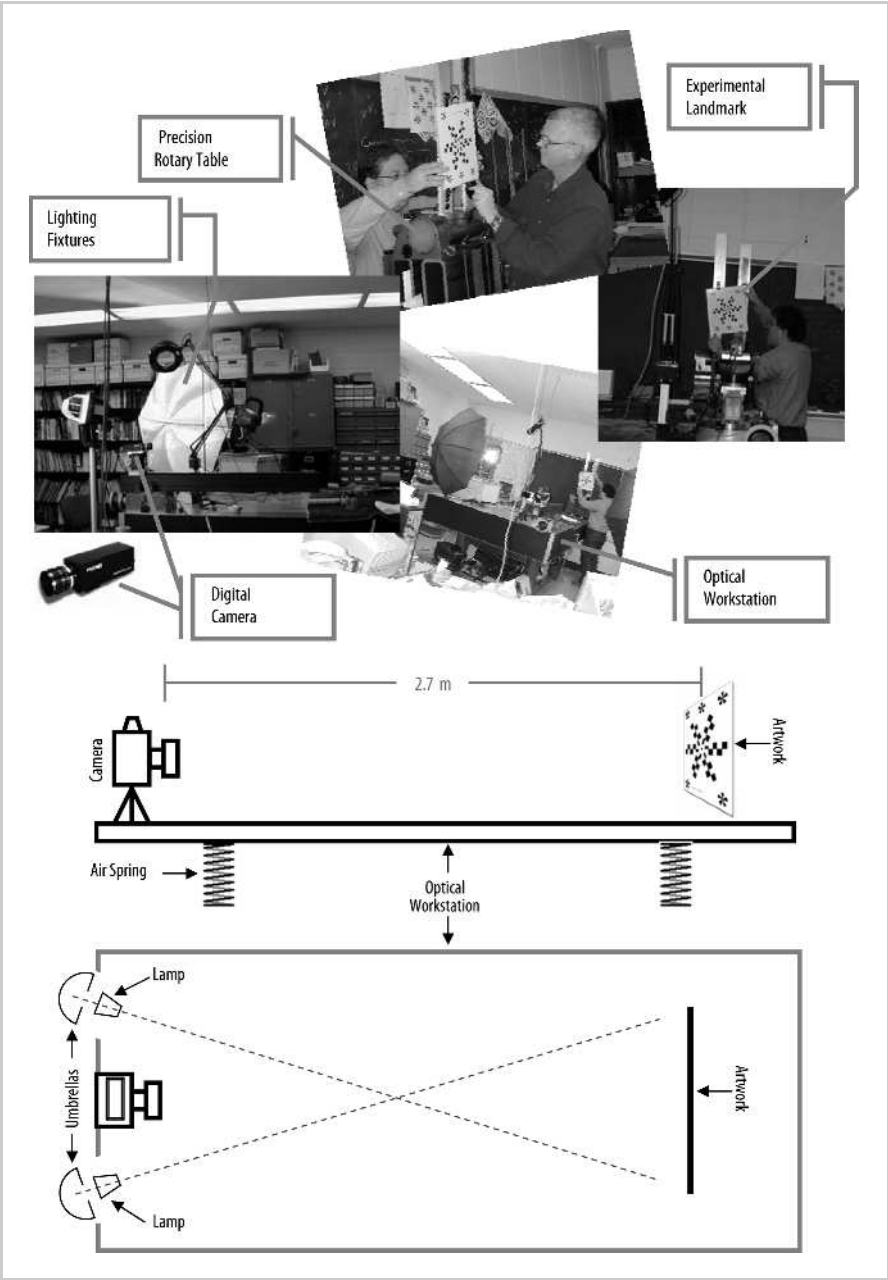 Experimental
Landmark
Precision
Rotary Table
Lighting
Fixtures
Digital
Camera
Optical
Workstation
2.7 m
Camera
Artwork
Air Spring
Optical
Workstation
Lamp
Umbrellas
Artwork
Lamp